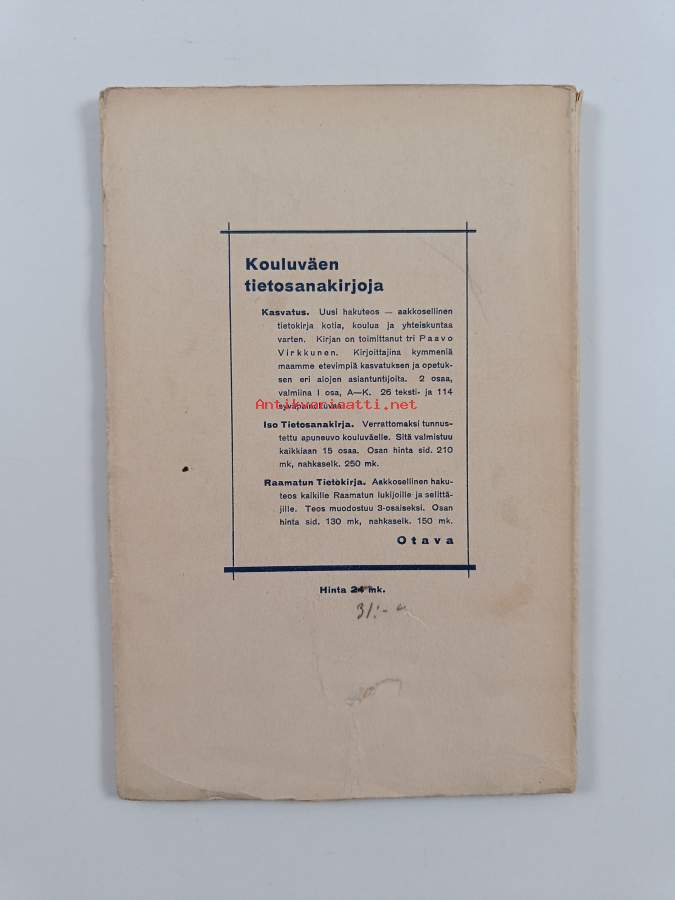 Kouluväen
tietosanakirjoja
Kasvatus. Uusi hakuteos — aakkosellinen
tietokirja kotia, koulua ja yhteiskuntaa
varten. Kirjan on toimittanut tri Paavo
Virkkunen. Kirjoittajina kymmeniä
maamme etevimpiä kasvatuksen ja opetuk-
sen eri alojen asiantuntijoita. 2 osaa,
valmiina I osa, A—K. 26 teksti- ja 114
Antikvariaatti.net
syväpainokuvaa.
Iso Tietosanakirja. Verrattomaksi tunnus-
tettu apuneuvo kouluväelle. Sitä valmistuu
kaikkiaan 15 osaa. Osan hinta sid. 210
mk, nahkaselk. 250 mk.
Raamatun Tietokirja. Aakkosellinen haku-
teos kaikille Raamatun lukijoille ja selittä-
jille. Teos muodostuu 3-osaiseksi. Osan
hinta sid. 130 mk, nahkaselk. 150 mk.
Otava
Hinta 24 mk.
31:-